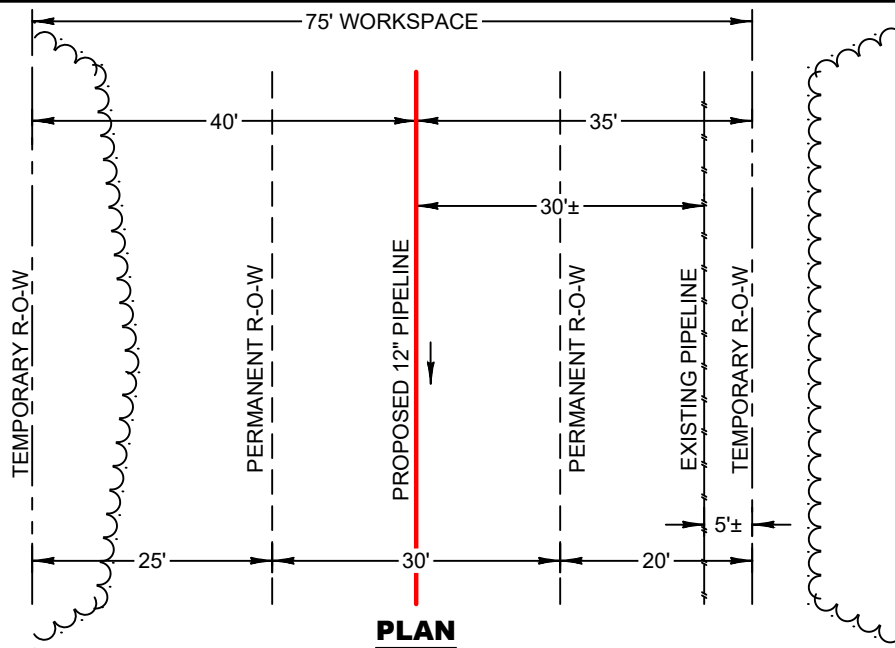 75' WORKSPACE
40'
35'
30'±
TEMPORARY R-O-W
PERMANENT R-O-W
PROPOSED 12" PIPELINE
PERMANENT R-O-W
EXISTING PIPELINE
TEMPORARY R-O-W
5'±
25'
30'
20'
PLAN